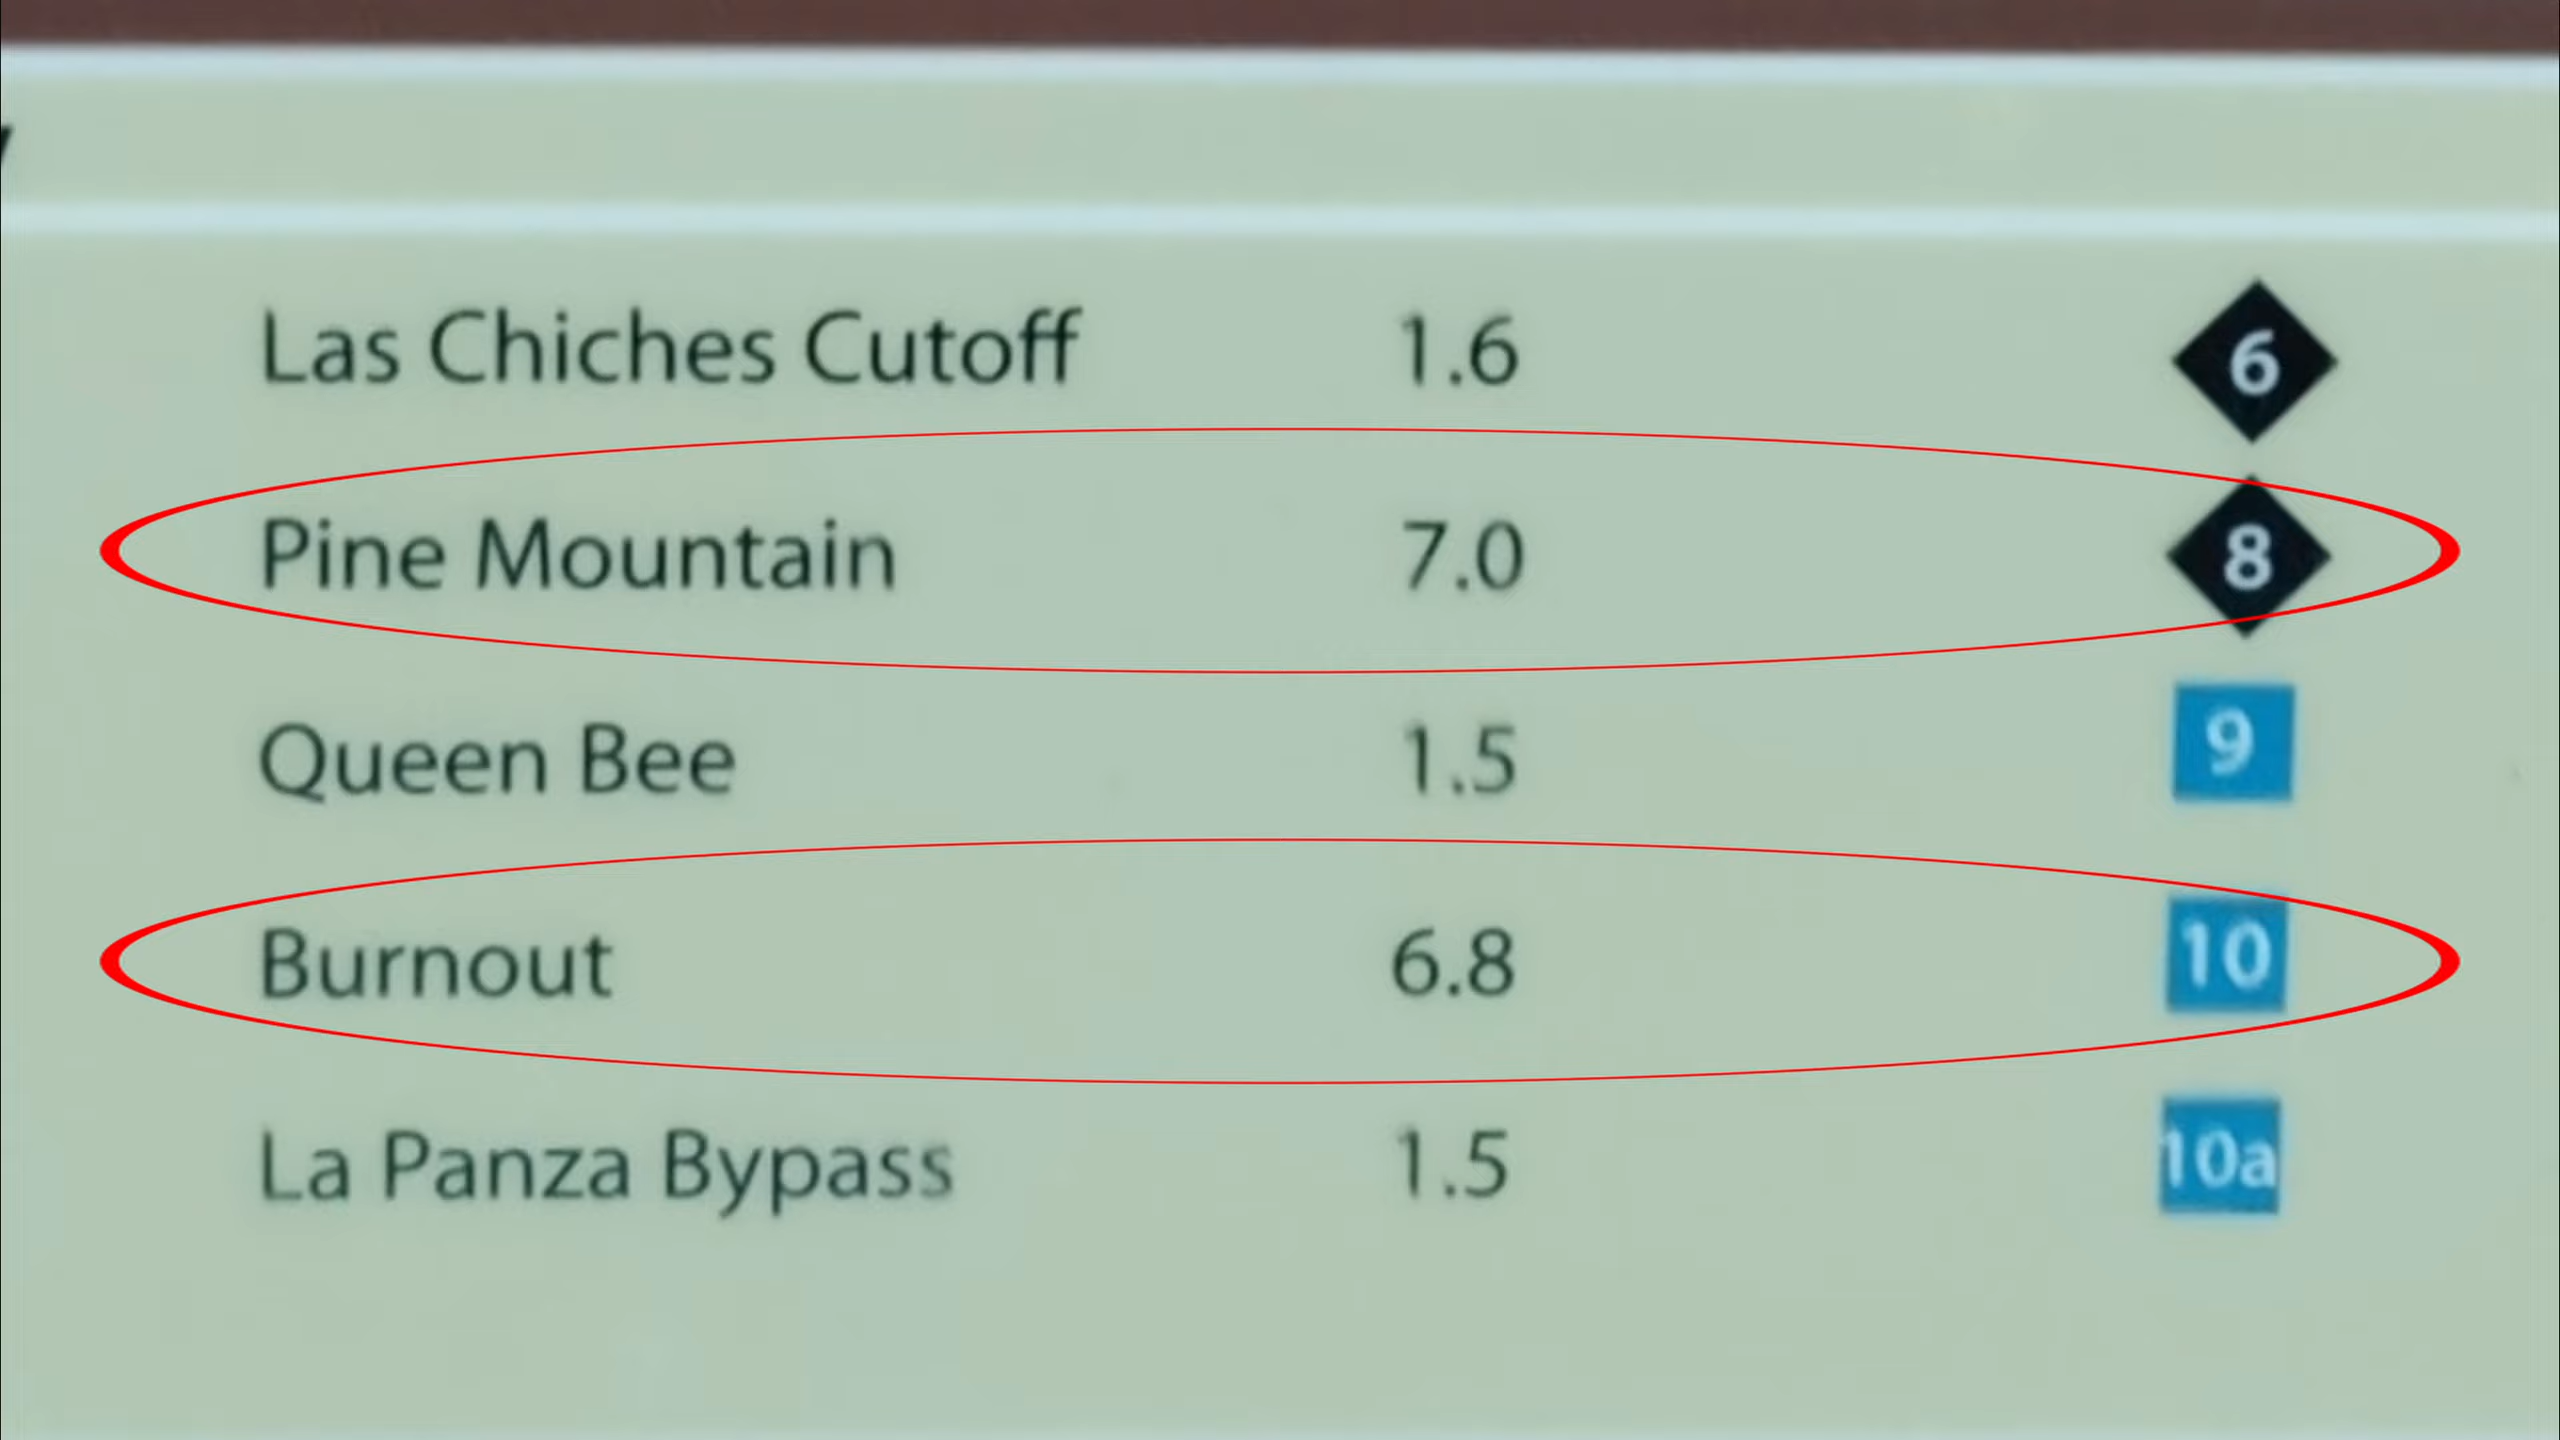 Las Chiches Cutoff 1.6 6
Pine Mountain 7.0 8
Queen Bee 1.5 9
Burnout 6.8 10
La Panza Bypass 1.5 10a